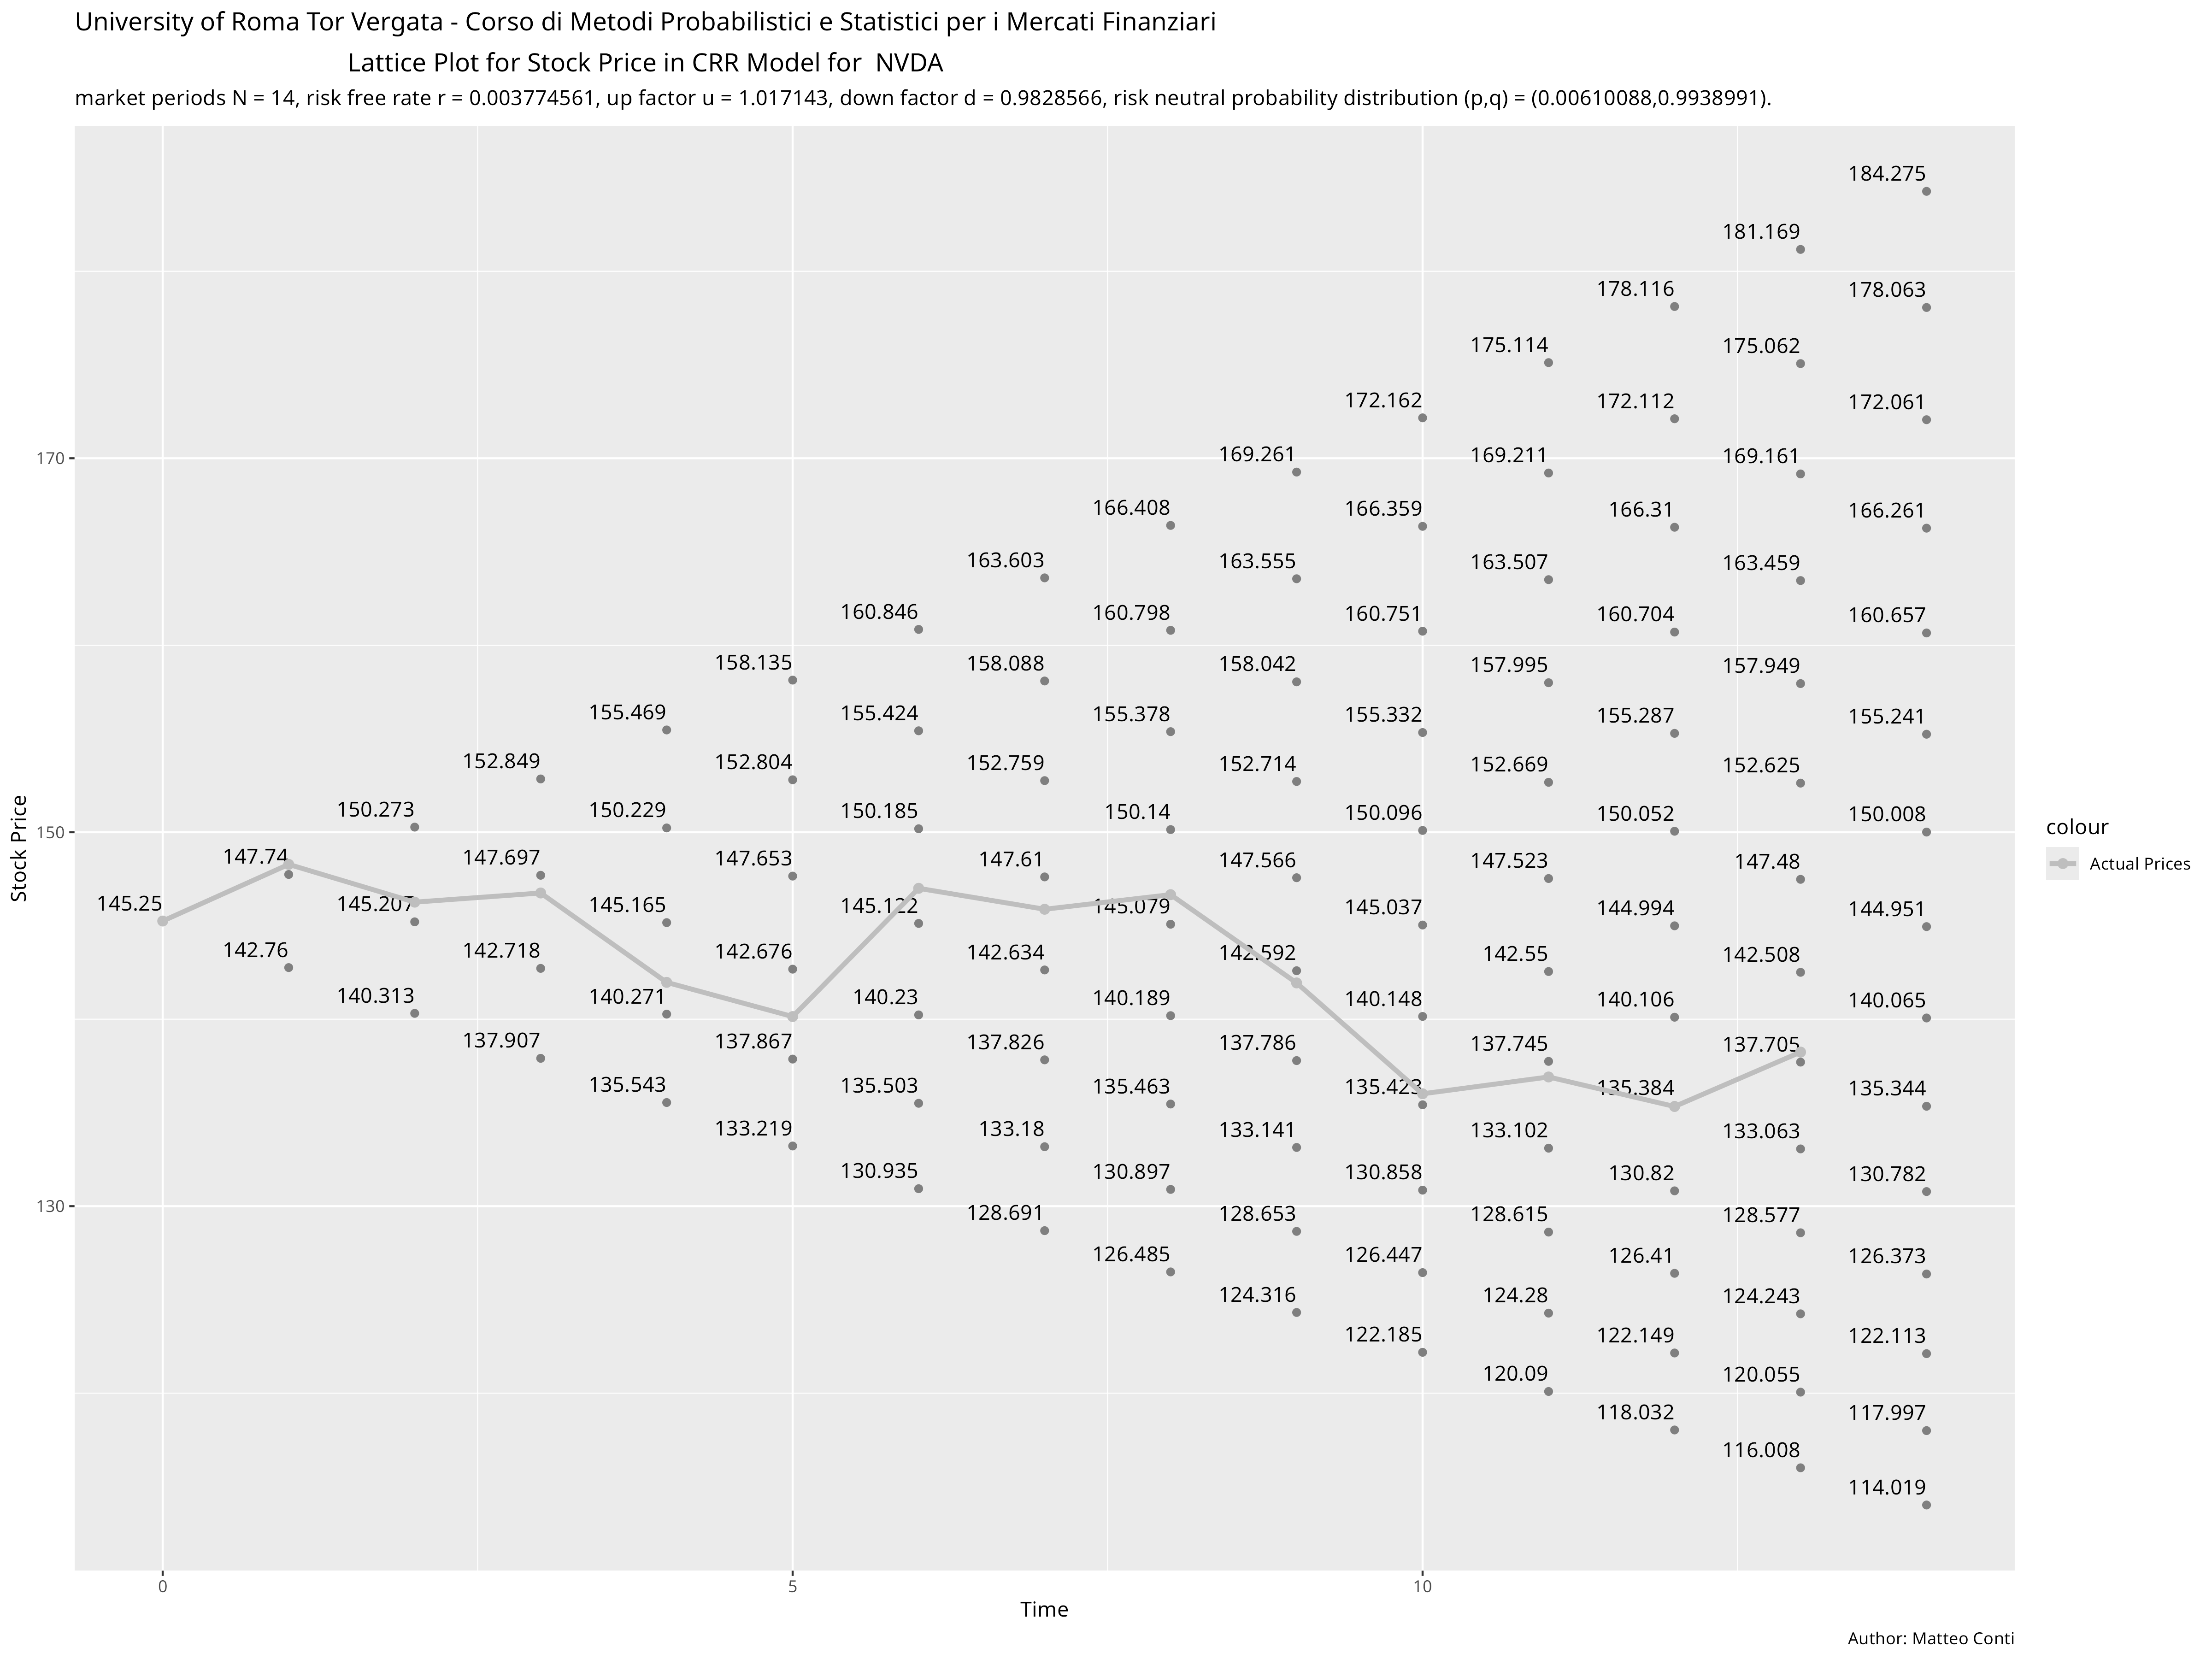 University of Roma Tor Vergata - Corso di Metodi Probabilistici e Statistici per i Mercati Finanziari
Lattice Plot for Stock Price in CRR Model for  NVDA
market periods N = 14, risk free rate r = 0.003774561, up factor u = 1.017143, down factor d = 0.9828566, risk neutral probability distribution (p,q) = (0.00610088,0.9938991).
184.275
181.169
178.116 178.063
175.114 175.062
172.162 172.112 172.061
169.261 169.211 169.161
166.408 166.359 166.31 166.261
163.603 163.555 163.507 163.459
160.846 160.798 160.751 160.704 160.657
158.135 158.088 158.042 157.995 157.949
155.469 155.424 155.378 155.332 155.287 155.241
152.849 152.804 152.759 152.714 152.669 152.625
150.273 150.229 150.185 150.14 150.096 150.052 150.008
147.74 147.697 147.653 147.61 147.566 147.523 147.48
145.25 145.207 145.165 145.122 145.079 145.037 144.994 144.951
142.76 142.718 142.676 142.634 142.592 142.55 142.508
140.313 140.271 140.23 140.189 140.148 140.106 140.065
137.907 137.867 137.826 137.786 137.745 137.705
135.543 135.503 135.463 135.423 135.384 135.344
133.219 133.18 133.141 133.102 133.063
130.935 130.897 130.858 130.82 130.782
128.691 128.653 128.615 128.577
126.485 126.447 126.41 126.373
124.316 124.28 124.243
122.185 122.149 122.113
120.09 120.055
118.032 117.997
116.008
114.019
170
150
130
Stock Price
0 5 10
Time
colour
Actual Prices
Author: Matteo Conti